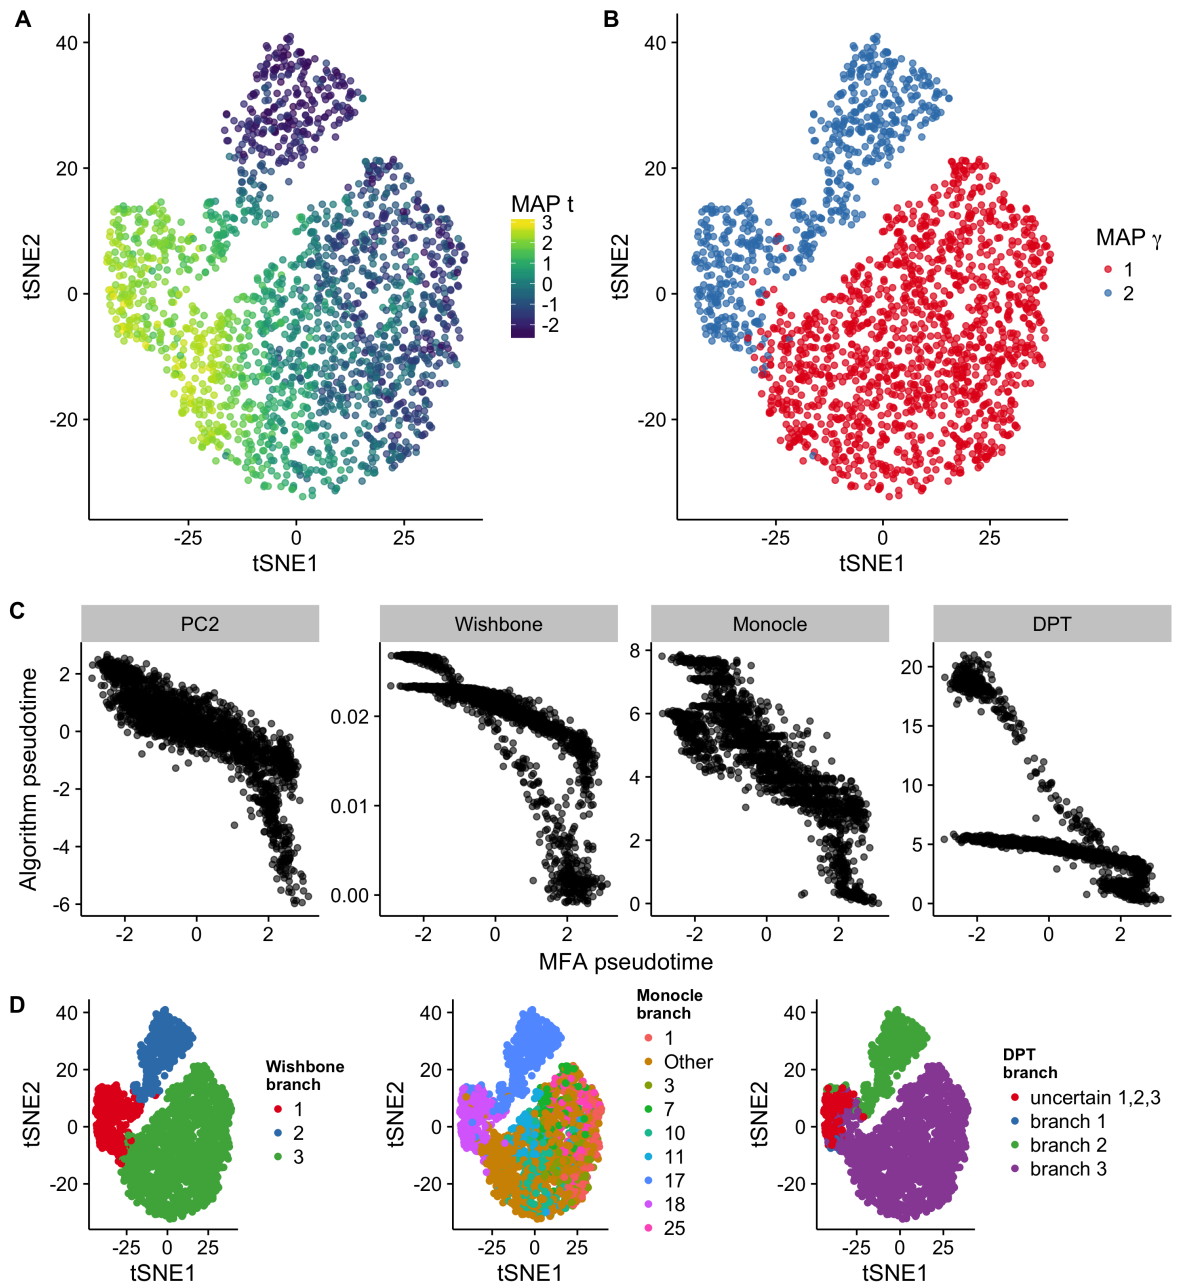 A
B
40
20
0
-20
tSNE2
-25
0
25
tSNE1
MAP t
3
2
1
0
-1
-2
40
20
0
-20
tSNE2
-25
0
25
tSNE1
MAP γ
1
2
C
PC2
Wishbone
Monocle
DPT
Algorithm pseudotime
2
0
-2
-4
-6
-2
0
2
0.02
0.01
0.00
-2
0
2
8
6
4
2
0
-2
0
2
20
15
10
5
0
-2
0
2
MFA pseudotime
D
40
20
0
-20
tSNE2
-25
0
25
tSNE1
Wishbone
branch
1
2
3
40
20
0
-20
tSNE2
-25
0
25
tSNE1
Monocle
branch
1
Other
3
7
10
11
17
18
25
40
20
0
-20
tSNE2
-25
0
25
tSNE1
DPT
branch
uncertain 1,2,3
branch 1
branch 2
branch 3